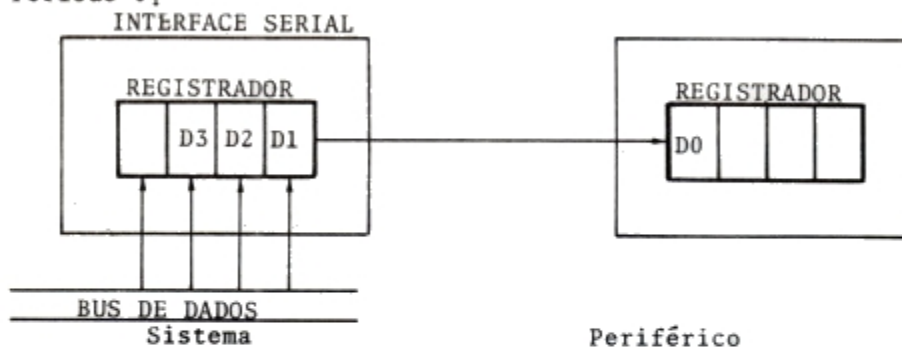 INTERFACE SERIAL
REGISTRADOR
D3 D2 D1
REGISTRADOR
D0
BUS DE DADOS
Sistema
Periférico